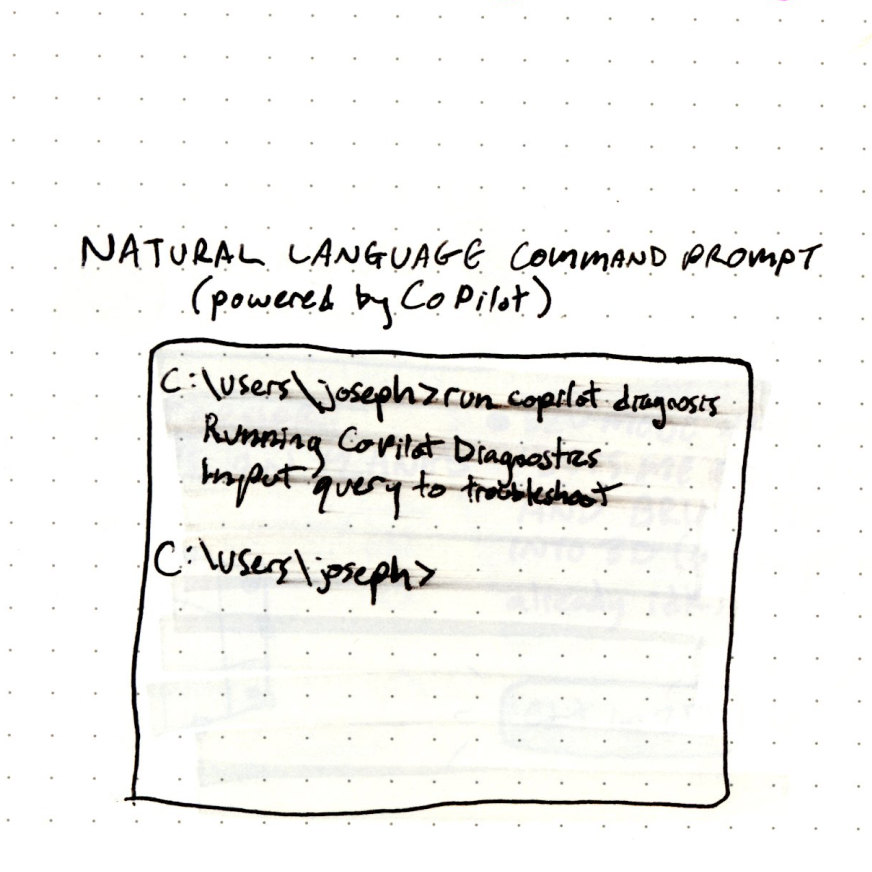 NATURAL LANGUAGE COMMAND PROMPT
(powered by CoPilot)
C:\users\joseph>run copilot diagnosis
Running CoPilot Diagnostics
Input query to troubleshoot
C:\users\joseph>